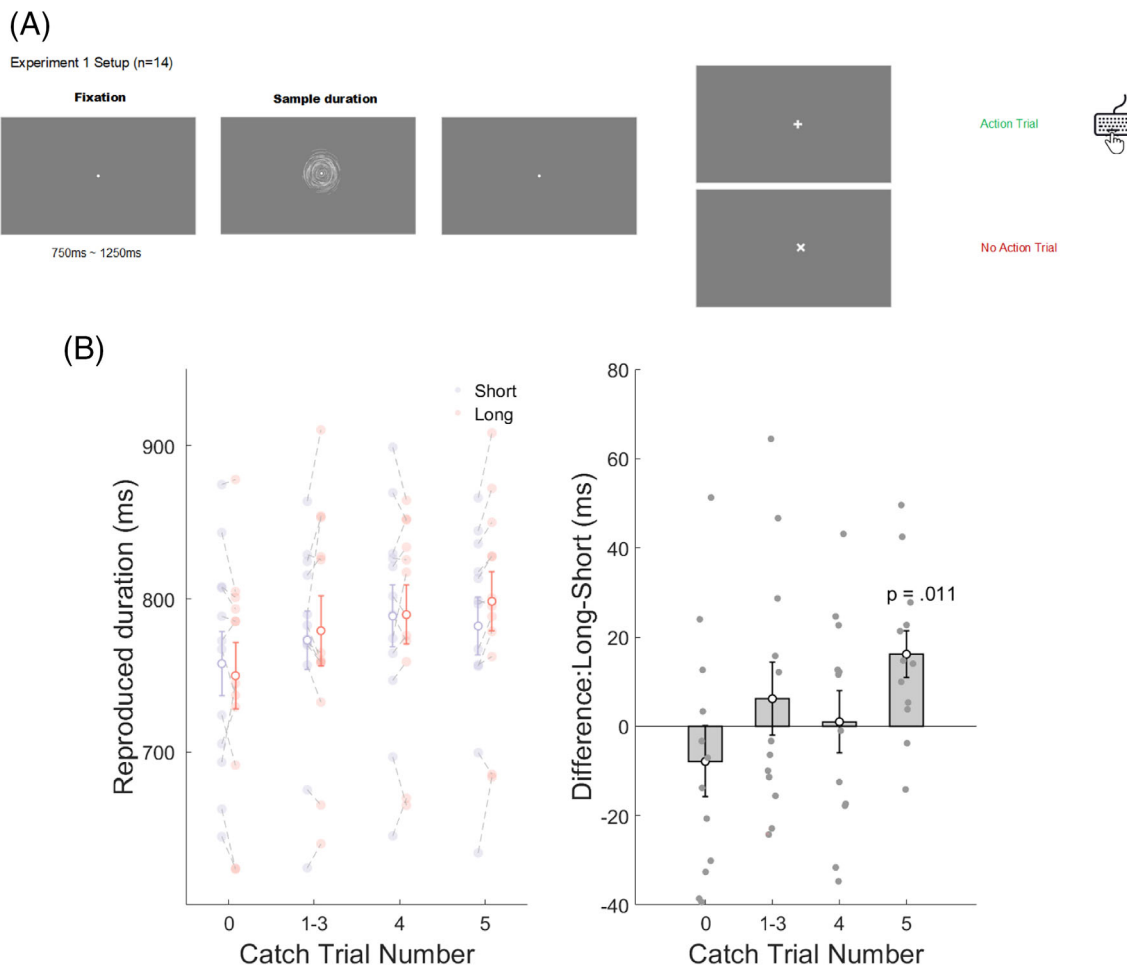 (A)
Experiment 1 Setup (n=14)
Fixation
Sample duration
750ms ~ 1250ms
Action Trial
No Action Trial
(B)
Short
Long
Reproduced duration (ms)
900
800
700
0
1-3
4
5
Catch Trial Number
Difference:Long-Short (ms)
80
60
40
20
0
-20
-40
p = .011
0
1-3
4
5
Catch Trial Number